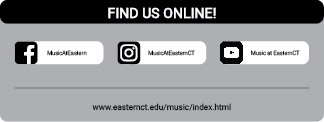 FIND US ONLINE!
MusicAtEastern
MusicAtEasternCT
Music at EasternCT
www.easternct.edu/music/index.html